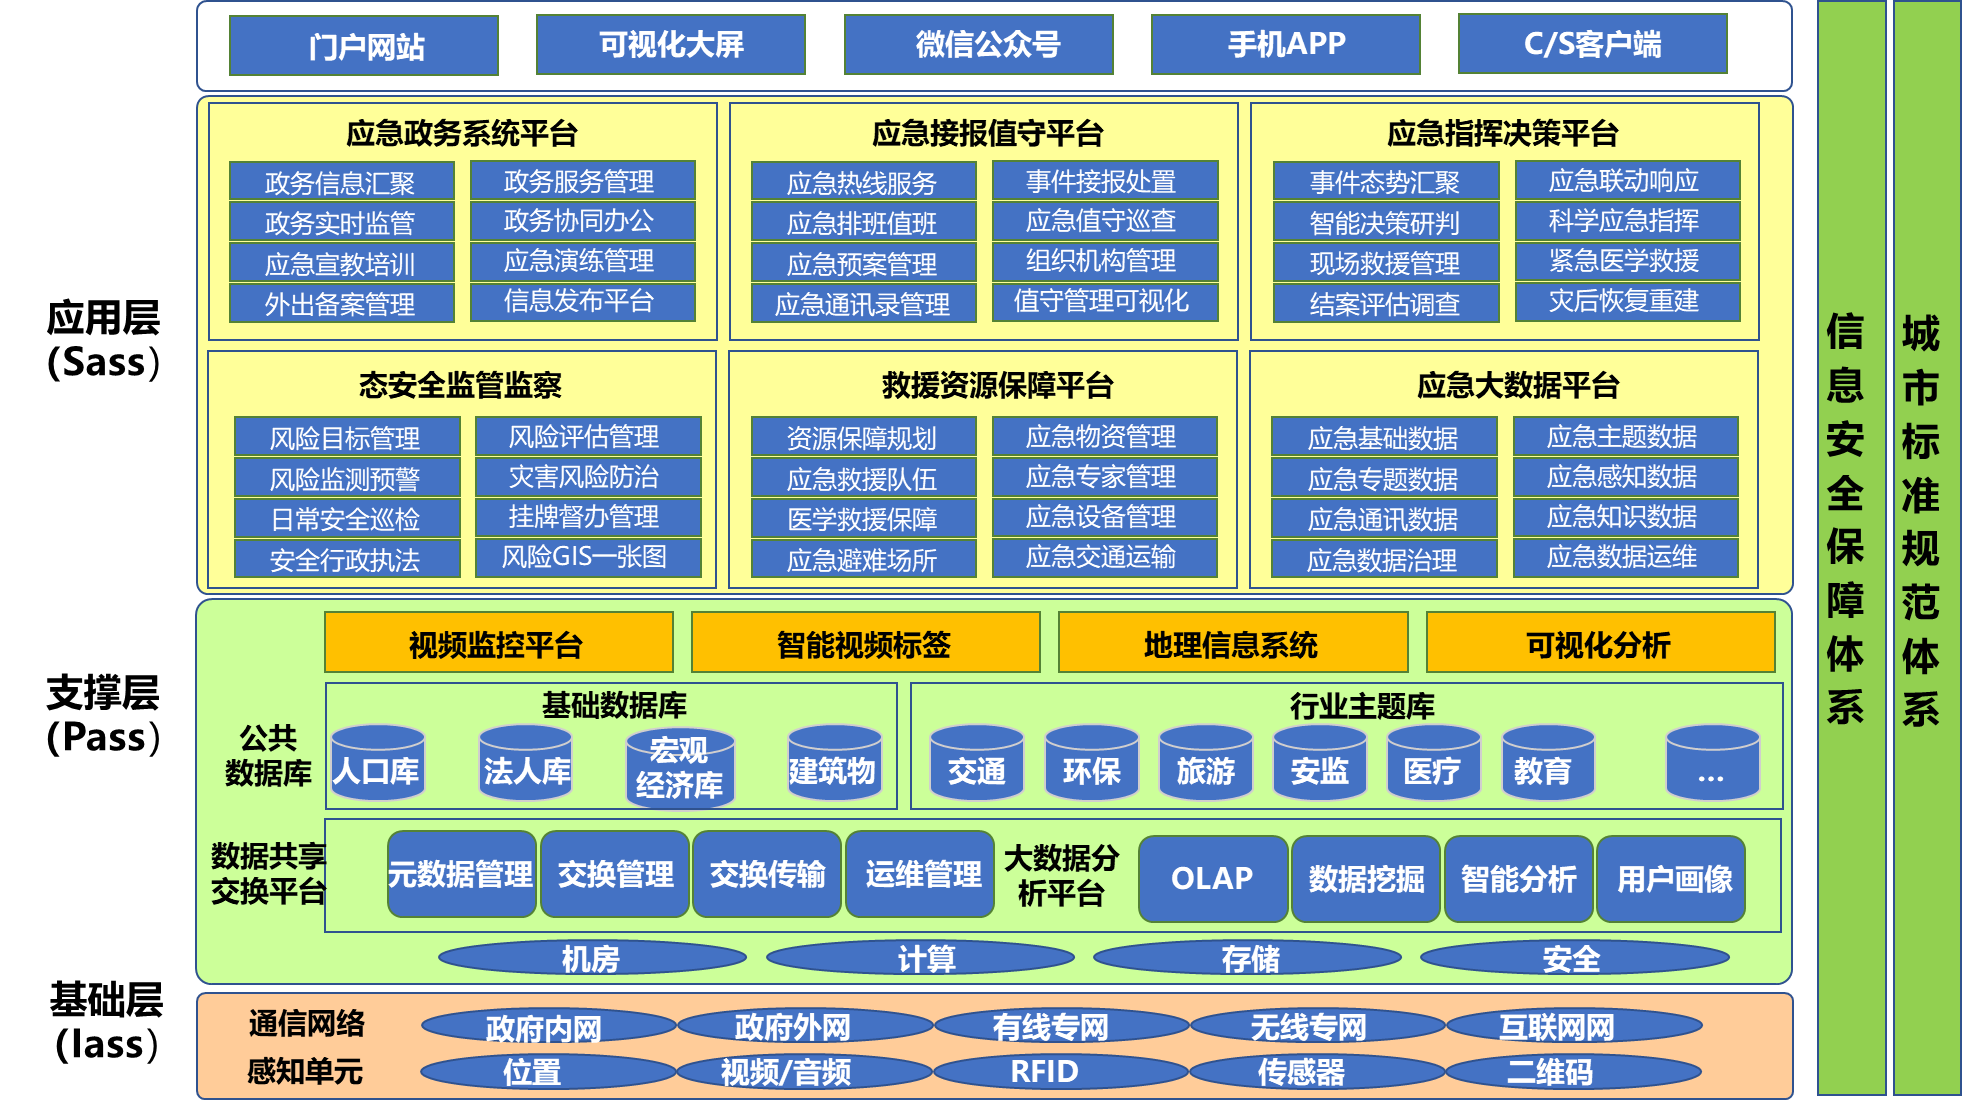 门户网站
可视化大屏
微信公众号
手机APP
C/S客户端
应用层
(Sass)
应急政务系统平台
政务信息汇聚
政务服务管理
政务实时监管
政务协同办公
应急宣教培训
应急演练管理
外出备案管理
信息发布平台
应急接报值守平台
应急热线服务
事件接报处置
应急排班值班
应急值守巡查
应急预案管理
组织机构管理
应急通讯录管理
值守管理可视化
应急指挥决策平台
事件态势汇聚
应急联动响应
智能决策研判
科学应急指挥
现场救援管理
紧急医学救援
结案评估调查
灾后恢复重建
态安全监管监察
风险目标管理
风险评估管理
风险监测预警
灾害风险防治
日常安全巡检
挂牌督办管理
安全行政执法
风险GIS一张图
救援资源保障平台
资源保障规划
应急物资管理
应急救援队伍
应急专家管理
医学救援保障
应急设备管理
应急避难场所
应急交通运输
应急大数据平台
应急基础数据
应急主题数据
应急专题数据
应急感知数据
应急通讯数据
应急知识数据
应急数据治理
应急数据运维
支撑层
(Pass)
视频监控平台
智能视频标签
地理信息系统
可视化分析
公共
数据库
基础数据库
人口库
法人库
宏观
经济库
建筑物
行业主题库
交通
环保
旅游
安监
医疗
教育
...
数据共享
交换平台
元数据管理
交换管理
交换传输
运维管理
大数据分
析平台
OLAP
数据挖掘
智能分析
用户画像
机房
计算
存储
安全
基础层
(Iass)
通信网络
政府内网
政府外网
有线专网
无线专网
互联网网
感知单元
位置
视频/音频
RFID
传感器
二维码
信息安全保障体系
城市标准规范体系